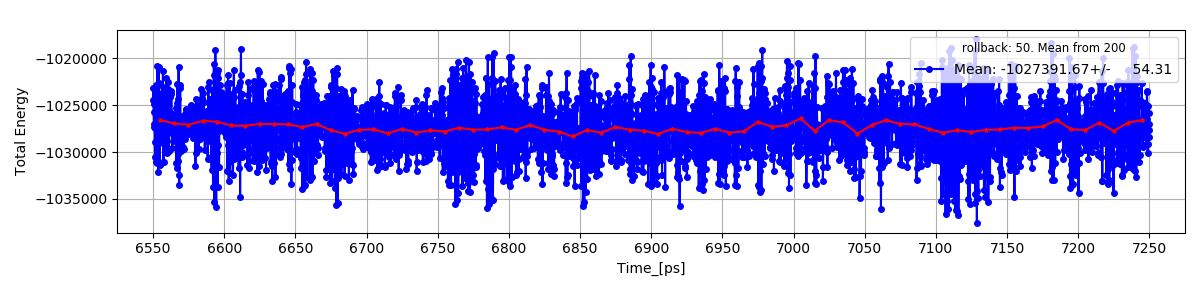 rollback: 50. Mean from 200
Mean: -1027391.67+/- 54.31
Total Energy
−1020000
−1025000
−1030000
−1035000
6550 6600 6650 6700 6750 6800 6850 6900 6950 7000 7050 7100 7150 7200 7250
Time_[ps]